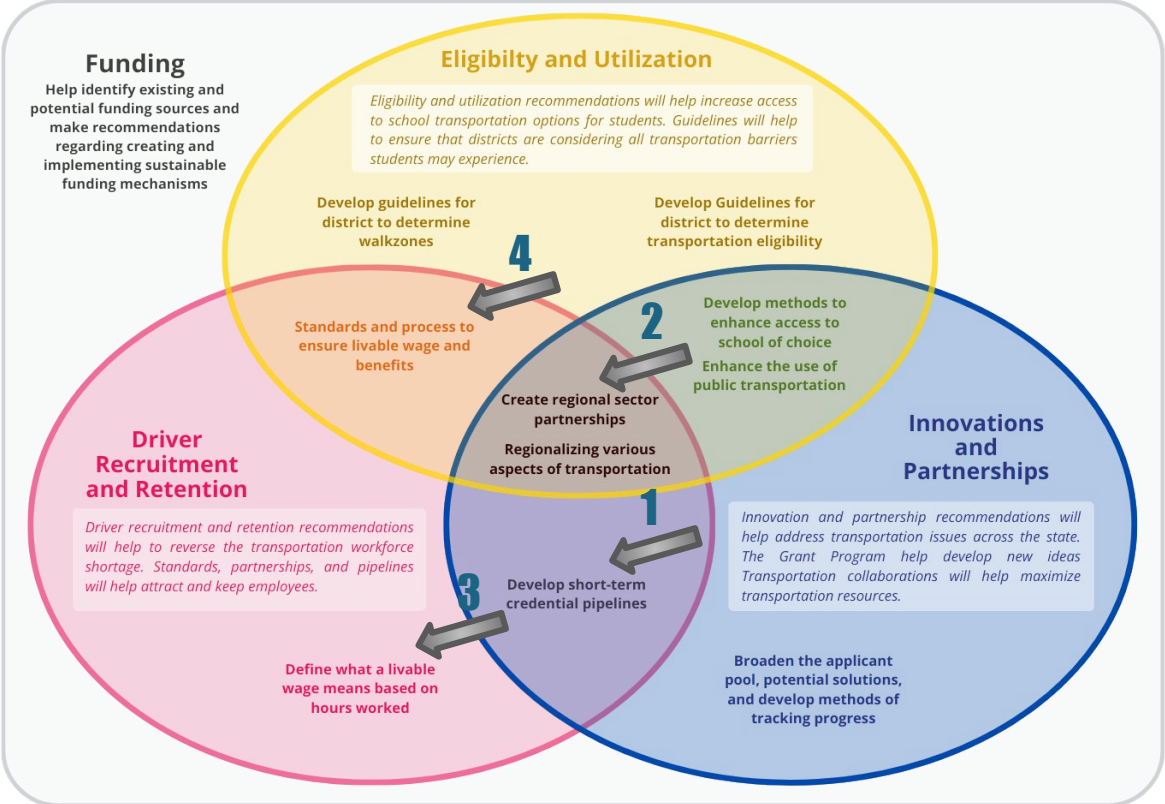 Funding
Help identify existing and
potential funding sources and
make recommendations
regarding creating and
implementing sustainable
funding mechanisms
Eligibilty and Utilization
Eligibility and utilization recommendations will help increase access
to school transportation options for students. Guidelines will help
to ensure that districts are considering all transportation barriers
students may experience.
Develop guidelines for
district to determine
walkzones
Develop Guidelines for
district to determine
transportation eligibility
4
Standards and process to
ensure livable wage and
benefits
2
Develop methods to
enhance access to
school of choice
Enhance the use of
public transportation
Create regional sector
partnerships
Regionalizing various
aspects of transportation
Driver
Recruitment
and Retention
Driver recruitment and retention recommendations
will help to reverse the transportation workforce
shortage. Standards, partnerships, and pipelines
will help attract and keep employees.
Innovations
and
Partnerships
Innovation and partnership recommendations will
help address transportation issues across the state.
The Grant Program help develop new ideas
Transportation collaborations will help maximize
transportation resources.
1
Develop short-term
credential pipelines
3
Define what a livable
wage means based on
hours worked
Broaden the applicant
pool, potential solutions,
and develop methods of
tracking progress